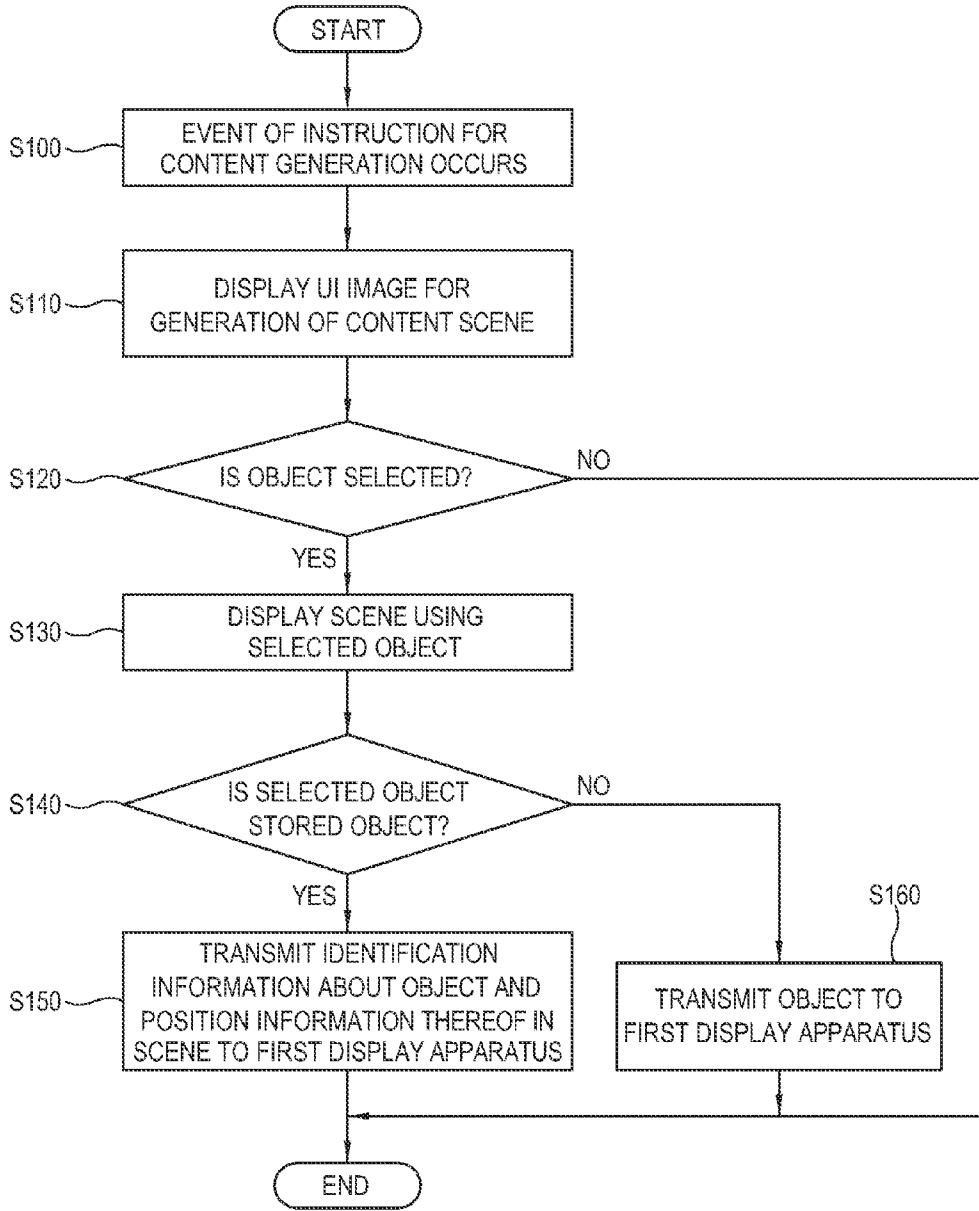 START
S100
EVENT OF INSTRUCTION FOR
CONTENT GENERATION OCCURS
S110
DISPLAY UI IMAGE FOR
GENERATION OF CONTENT SCENE
S120
IS OBJECT SELECTED?
NO
YES
S130
DISPLAY SCENE USING
SELECTED OBJECT
S140
IS SELECTED OBJECT
STORED OBJECT?
NO
YES
S150
TRANSMIT IDENTIFICATION
INFORMATION ABOUT OBJECT AND
POSITION INFORMATION THEREOF IN
SCENE TO FIRST DISPLAY APPARATUS
S160
TRANSMIT OBJECT TO
FIRST DISPLAY APPARATUS
END